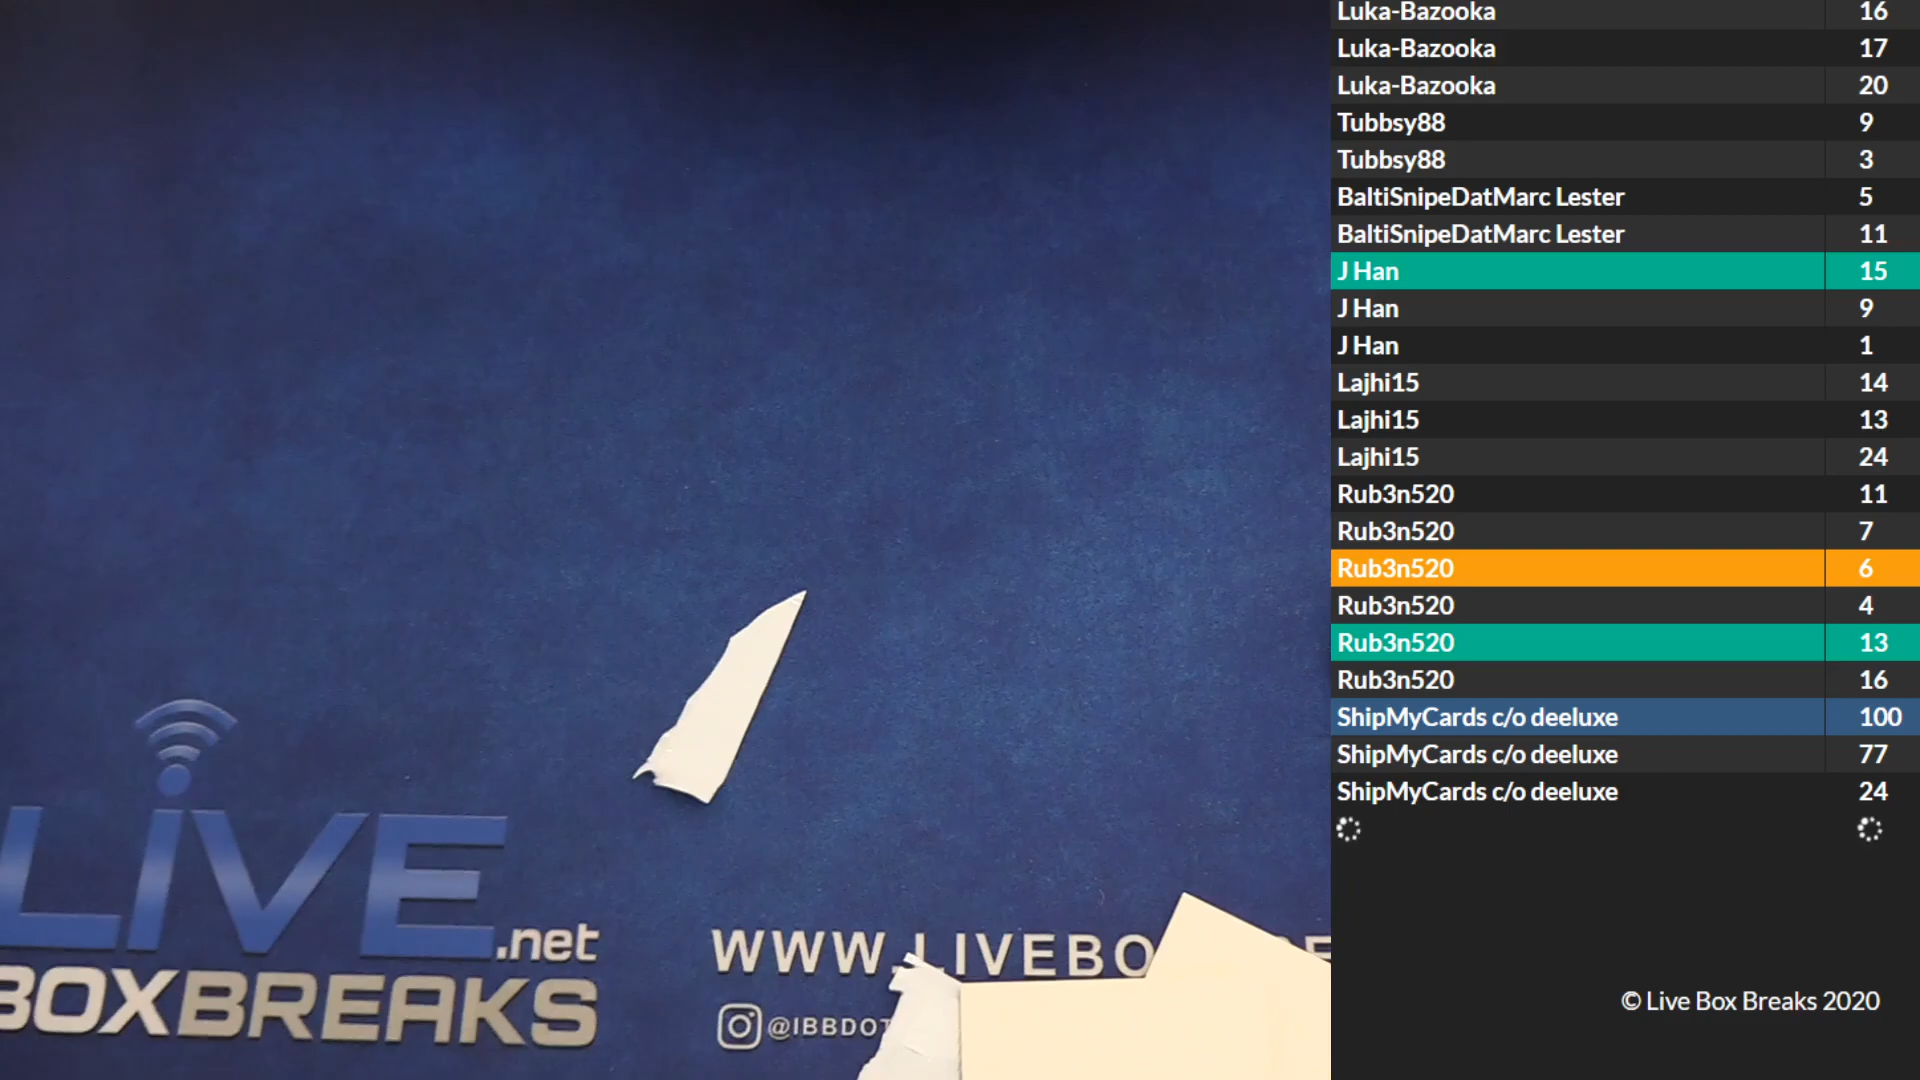 Luka-Bazooka 16
Luka-Bazooka 17
Luka-Bazooka 20
Tubbsy88 9
Tubbsy88 3
BaltiSnipeDatMarc Lester 5
BaltiSnipeDatMarc Lester 11
J Han 15
J Han 9
J Han 1
Lajhi15 14
Lajhi15 13
Lajhi15 24
Rub3n520 11
Rub3n520 7
Rub3n520 6
Rub3n520 4
Rub3n520 13
Rub3n520 16
ShipMyCards c/o deeluxe 100
ShipMyCards c/o deeluxe 77
ShipMyCards c/o deeluxe 24
© Live Box Breaks 2020
LIVE.net
BOXBREAKS
WWW.LIVEBO
@IBBDOT